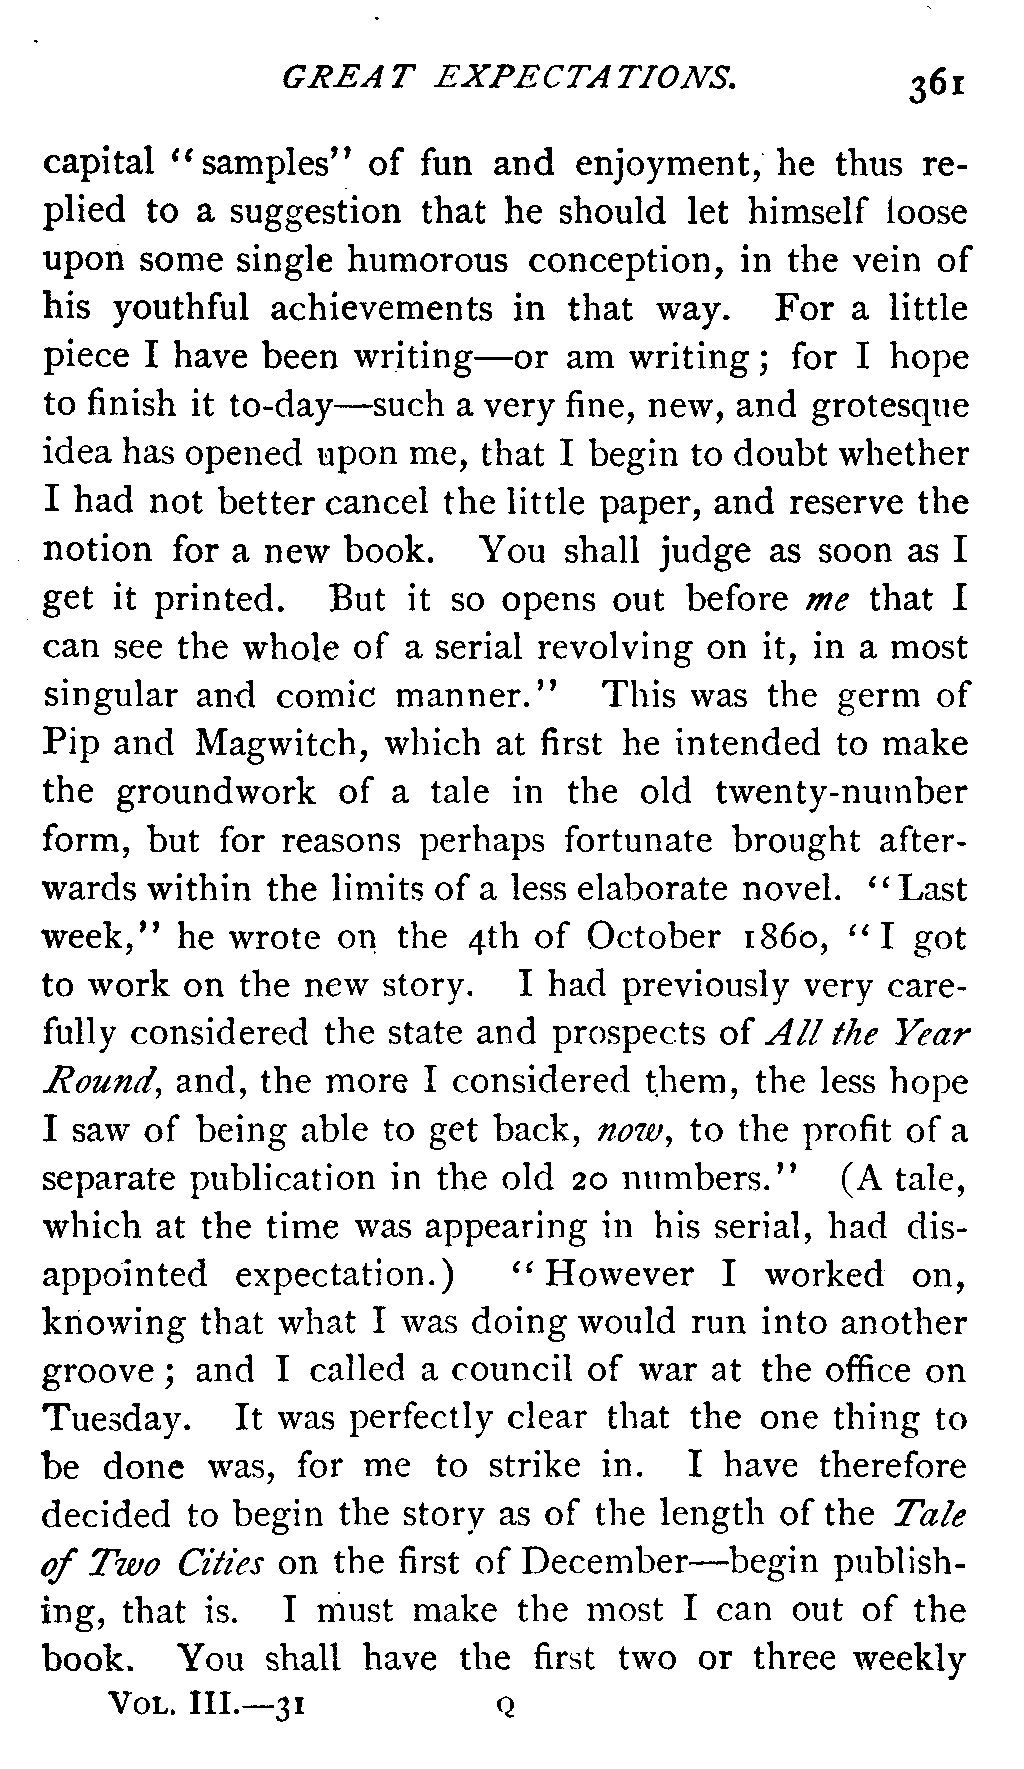 GREAT EXPECTATIONS. 361
capital “samples” of fun and enjoyment, he thus re-
plied to a suggestion that he should let himself loose
upon some single humorous conception, in the vein of
his youthful achievements in that way. For a little
piece I have been writing—or am writing; for I hope
to finish it to-day—such a very fine, new, and grotesque
idea has opened upon me, that I begin to doubt whether
I had not better cancel the little paper, and reserve the
notion for a new book. You shall judge as soon as I
get it printed. But it so opens out before me that I
can see the whole of a serial revolving on it, in a most
singular and comic manner.” This was the germ of
Pip and Magwitch, which at first he intended to make
the groundwork of a tale in the old twenty-number
form, but for reasons perhaps fortunate brought after-
wards within the limits of a less elaborate novel. “Last
week,” he wrote on the 4th of October 1860, “I got
to work on the new story. I had previously very care-
fully considered the state and prospects of All the Year
Round, and, the more I considered them, the less hope
I saw of being able to get back, now, to the profit of a
separate publication in the old 20 numbers.” (A tale,
which at the time was appearing in his serial, had dis-
appointed expectation.) “However I worked on,
knowing that what I was doing would run into another
groove; and I called a council of war at the office on
Tuesday. It was perfectly clear that the one thing to
be done was, for me to strike in. I have therefore
decided to begin the story as of the length of the Tale
of Two Cities on the first of December—begin publish-
ing, that is. I must make the most I can out of the
book. You shall have the first two or three weekly
VOL. III.—31 Q